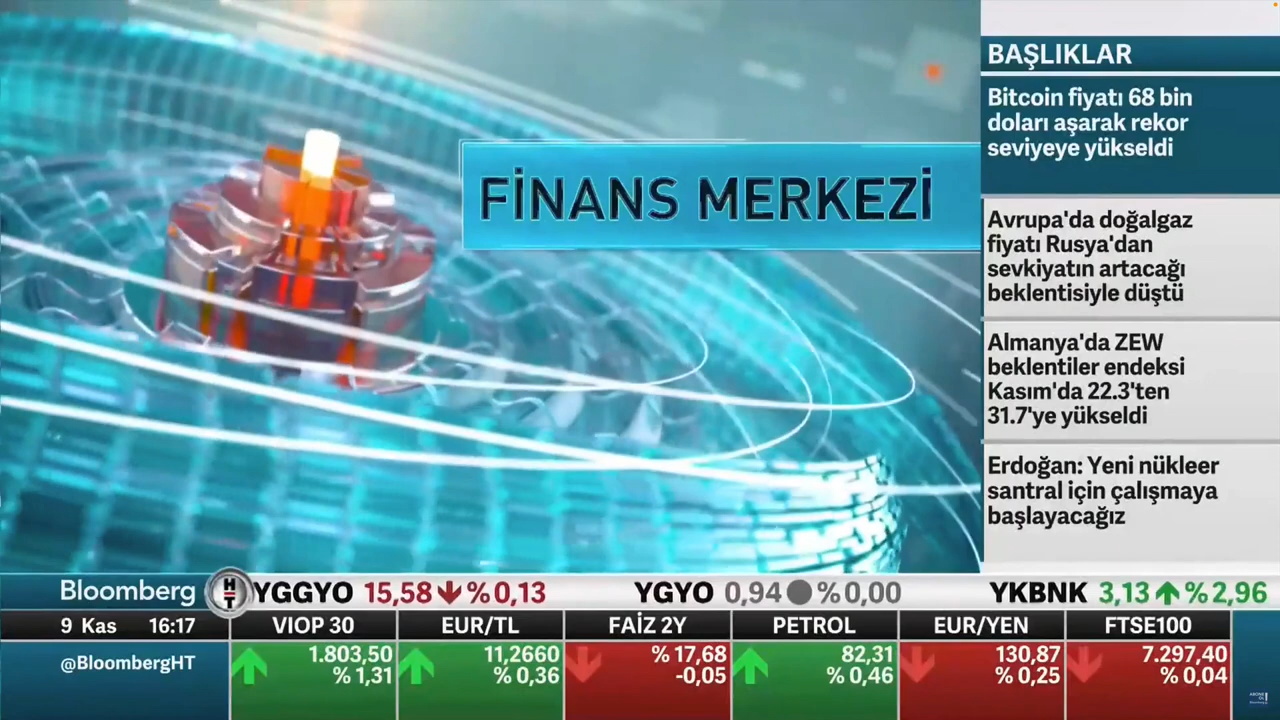 BAŞLIKLAR
Bitcoin fiyatı 68 bin
doları aşarak rekor
seviyeye yükseldi
FİNANS MERKEZİ
Avrupa'da doğalgaz
fiyatı Rusya'dan
sevkiyatın artacağı
beklentisiyle düştü
Almanya'da ZEW
beklentiler endeksi
Kasım'da 22.3'ten
31.7'ye yükseldi
Erdoğan: Yeni nükleer
santral için çalışmaya
başlayacağız
Bloomberg HT YGGYO 15,58 %0,13 YGYO 0,94 %0,00 YKBNK 3,13 %2,96
9 Kas 16:17 VIOP 30 EUR/TL FAİZ 2Y PETROL EUR/YEN FTSE100
@BloombergHT 1.803,50 11,2660 % 17,68 82,31 130,87 7.297,40
% 1,31 % 0,36 -0,05 % 0,46 % 0,25 % 0,04